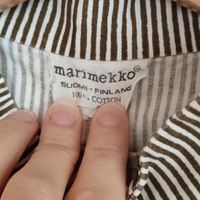 marimekko®
SUOMI-FINLAND
100% COTTON